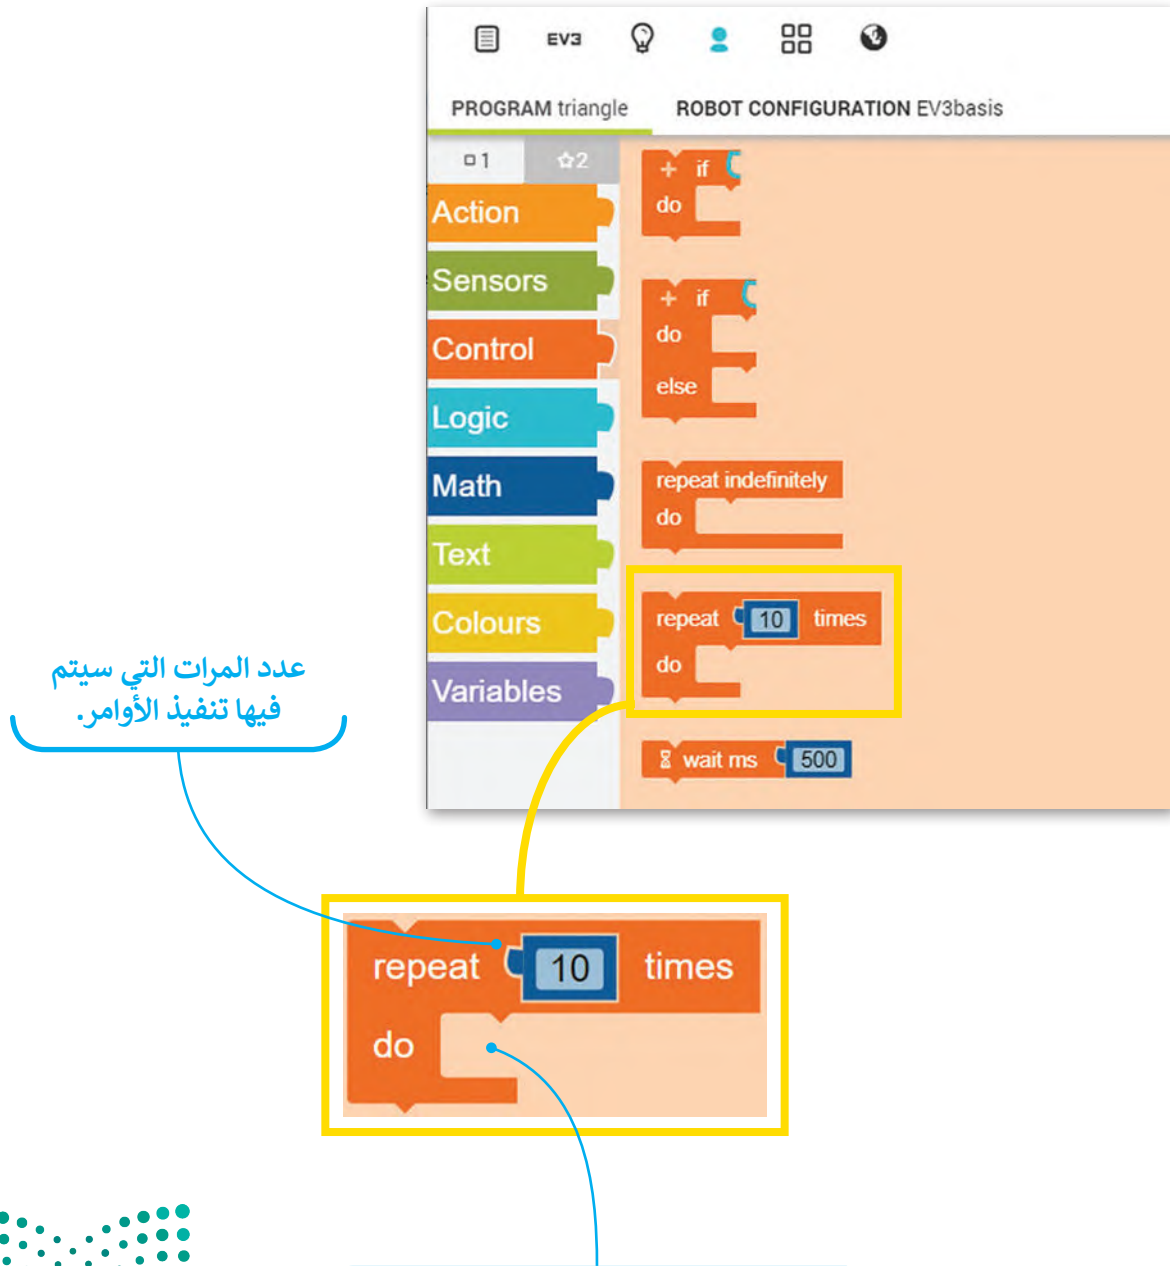 EV3
PROGRAM triangle ROBOT CONFIGURATION EV3basis
1 2
Action
Sensors
Control
Logic
Math
Text
Colours
Variables
+ if
do
+ if
do
else
repeat indefinitely
do
repeat 10 times
do
wait ms 500
عدد المرات التي سيتم
فيها تنفيذ الأوامر.
repeat 10 times
do